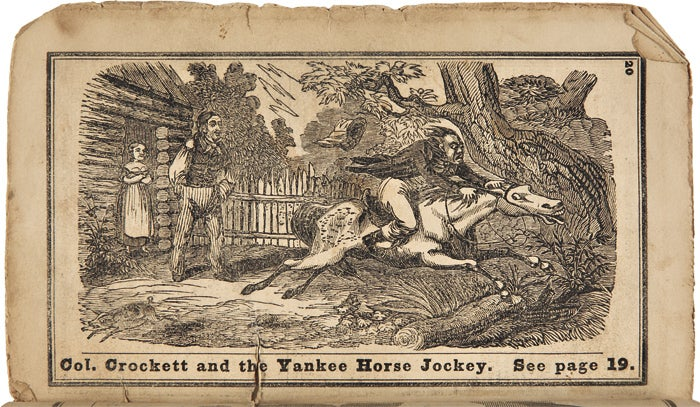 20
Col. Crockett and the Yankee Horse Jockey. See page 19.